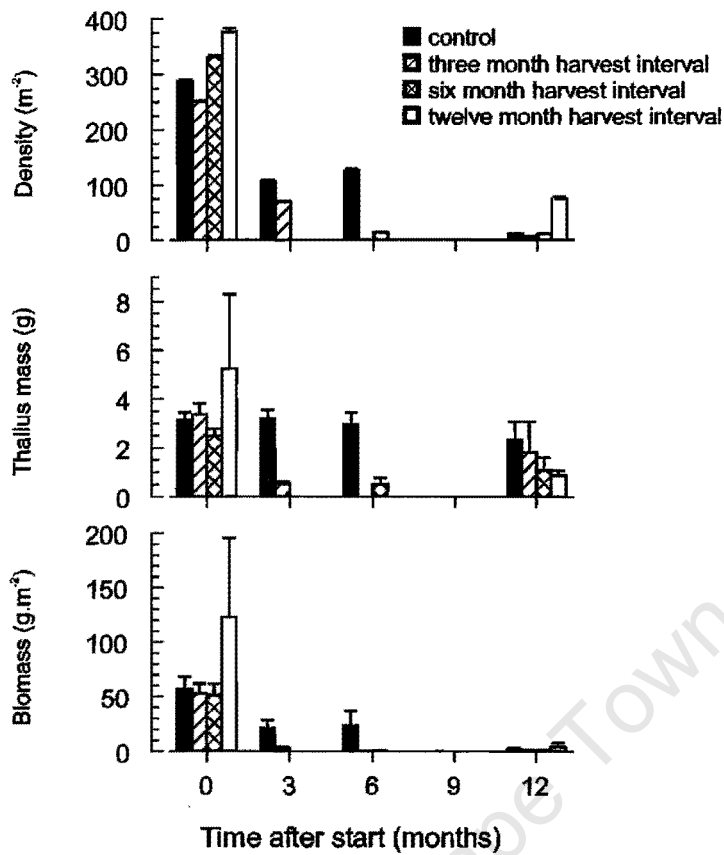 400
300
200
100
0
Density (m-2)
control
three month harvest interval
six month harvest interval
twelve month harvest interval
8
6
4
2
0
Thallus mass (g)
200
150
100
50
0
Biomass (g.m-2)
0 3 6 9 12
Time after start (months)
Town